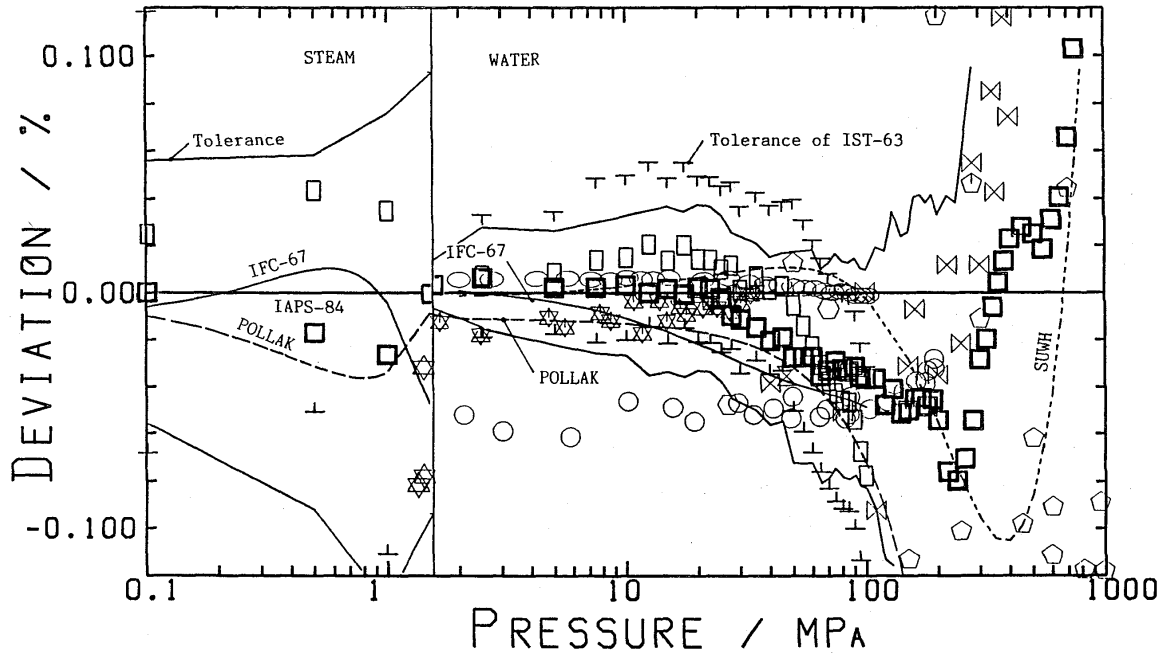 0.100
STEAM
WATER
Tolerance
Tolerance of IST-63
IFC-67
IFC-67
0.00
IAPS-84
POLLAK
POLLAK
SUWH
-0.100
DEVIATION / %
0.1
1
10
100
1000
PRESSURE / MPA